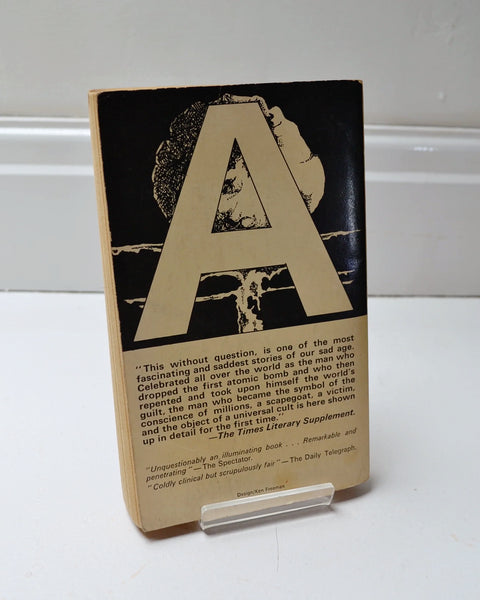 A
"This without question, is one of the most
fascinating and saddest stories of our sad age.
Celebrated all over the world as the man who
dropped the first atomic bomb and who then
repented and took upon himself the world's
guilt, the man who became the symbol of the
conscience of millions, a scapegoat, a victim,
and the object of a universal cult is here shown
up in detail for the first time."
—The Times Literary Supplement.
"Unquestionably an illuminating book . . . Remarkable and
penetrating"—The Spectator.
"Coldly clinical but scrupulously fair"—The Daily Telegraph.
Design/Ken Freeman